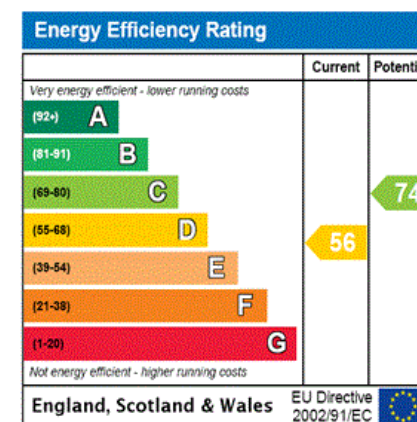 Energy Efficiency Rating
Current Potenti
Very energy efficient - lower running costs
(92+) A
(81-91) B
(69-80) C
74
(55-68) D
56
(39-54) E
(21-38) F
(1-20) G
Not energy efficient - higher running costs
England, Scotland & Wales
EU Directive
2002/91/EC